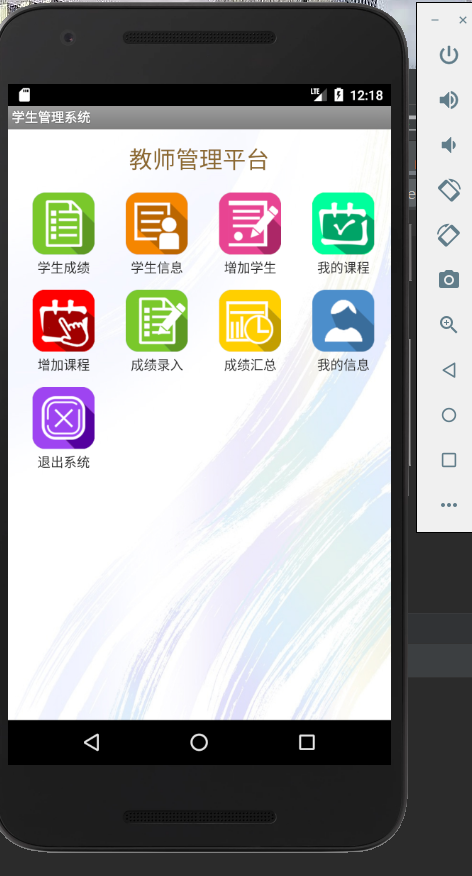 LTE 12:18
学生管理系统
教师管理平台
学生成绩 学生信息 增加学生 我的课程
增加课程 成绩录入 成绩汇总 我的信息
退出系统